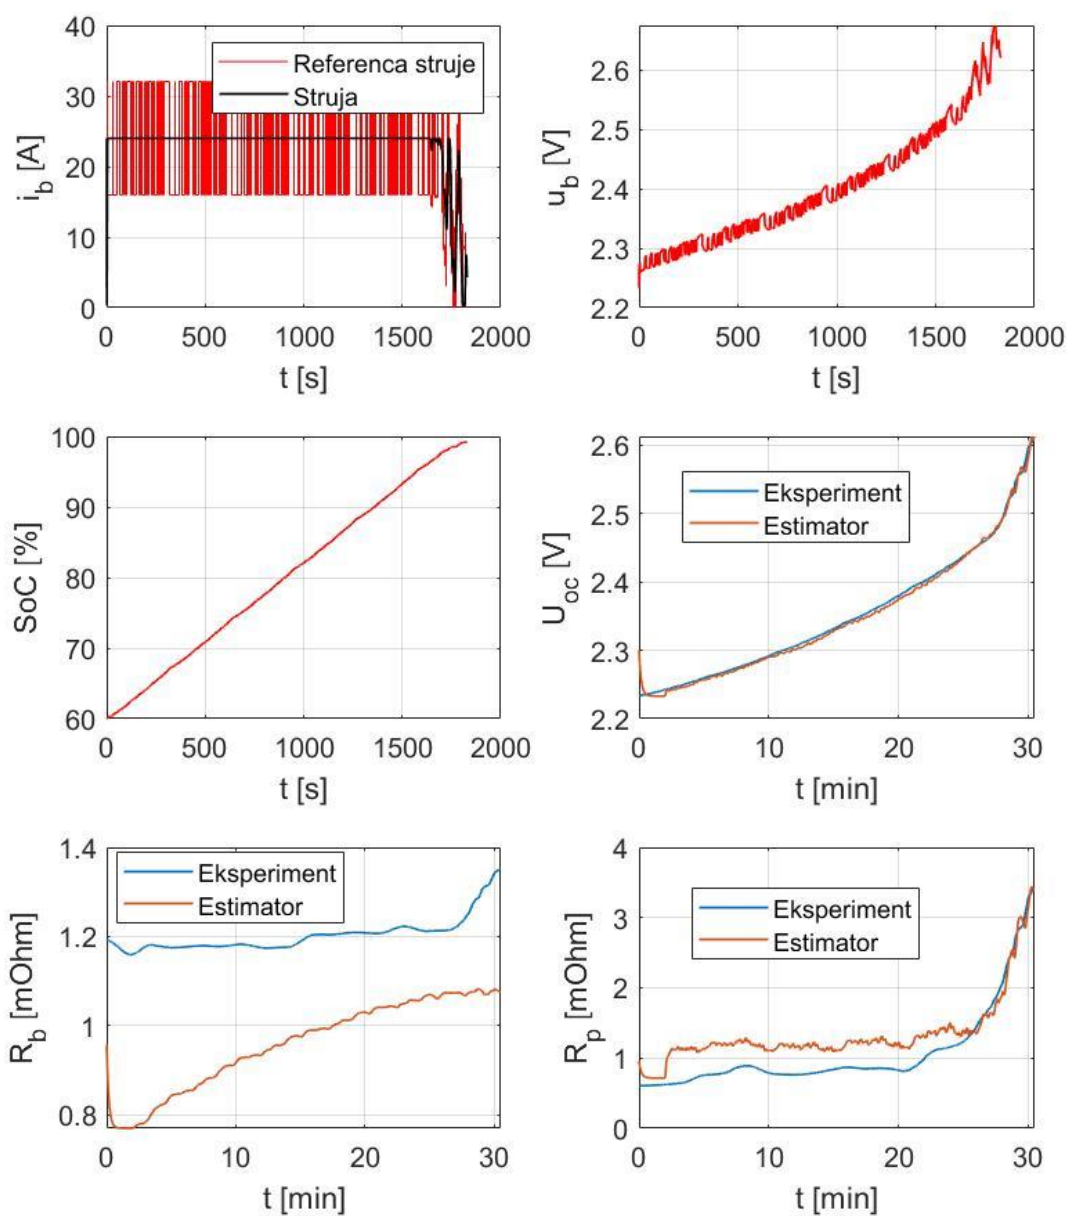 40
30
20
10
0
i_b [A]
Referenca struje
Struja
0 500 1000 1500 2000
t [s]
2.6
2.5
2.4
2.3
2.2
u_b [V]
0 500 1000 1500 2000
t [s]
100
90
80
70
60
SoC [%]
0 500 1000 1500 2000
t [s]
2.6
2.5
2.4
2.3
2.2
U_oc [V]
Eksperiment
Estimator
0 10 20 30
t [min]
1.4
1.2
1
0.8
R_b [mOhm]
Eksperiment
Estimator
0 10 20 30
t [min]
4
3
2
1
0
R_p [mOhm]
Eksperiment
Estimator
0 10 20 30
t [min]